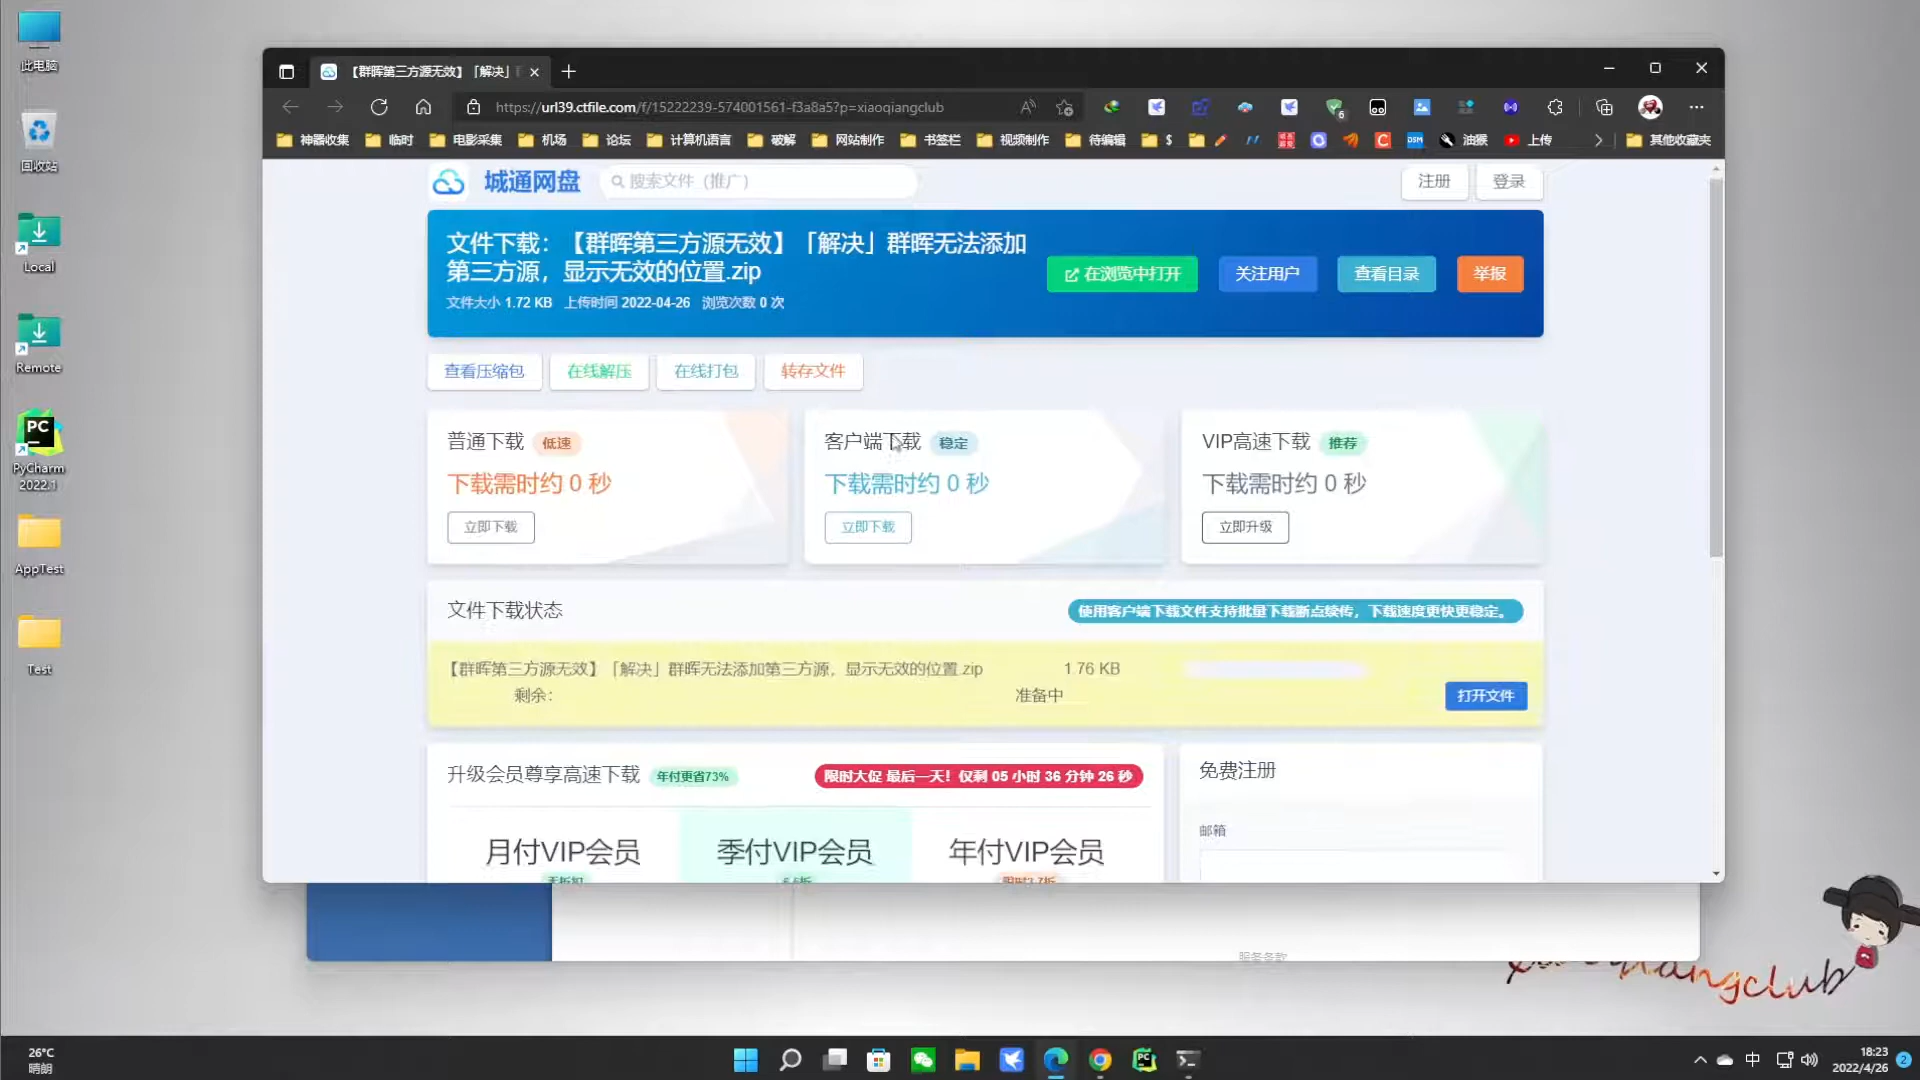 此电脑
回收站
Local
Remote
PC
PyCharm
2022.1
AppTest
Test
【群晖第三方源无效】「解决」
https://url39.ctfile.com/f/15222239-574001561-f3a8a5?p=xiaoqiangclub
6
神器收集
临时
电影采集
机场
论坛
计算机语言
破解
网站制作
书签栏
视频制作
待编辑
$
DSM
油猴
上传
其他收藏夹
城通网盘
搜索文件（推广）
注册
登录
文件下载：【群晖第三方源无效】「解决」群晖无法添加
第三方源，显示无效的位置.zip
文件大小 1.72 KB 上传时间 2022-04-26 浏览次数 0 次
在浏览中打开
关注用户
查看目录
举报
查看压缩包
在线解压
在线打包
转存文件
普通下载 低速
下载需时约 0 秒
立即下载
客户端下载 稳定
下载需时约 0 秒
立即下载
VIP高速下载 推荐
下载需时约 0 秒
立即升级
文件下载状态
使用客户端下载文件支持批量下载断点续传，下载速度更快更稳定。
【群晖第三方源无效】「解决」群晖无法添加第三方源，显示无效的位置.zip
1.76 KB
剩余：
准备中
打开文件
升级会员尊享高速下载 年付更省73%
限时大促 最后一天！仅剩 05 小时 36 分钟 26 秒
月付VIP会员
季付VIP会员
年付VIP会员
免费注册
邮箱
服务条款
26°C
晴朗
中
18:23
2022/4/26
2